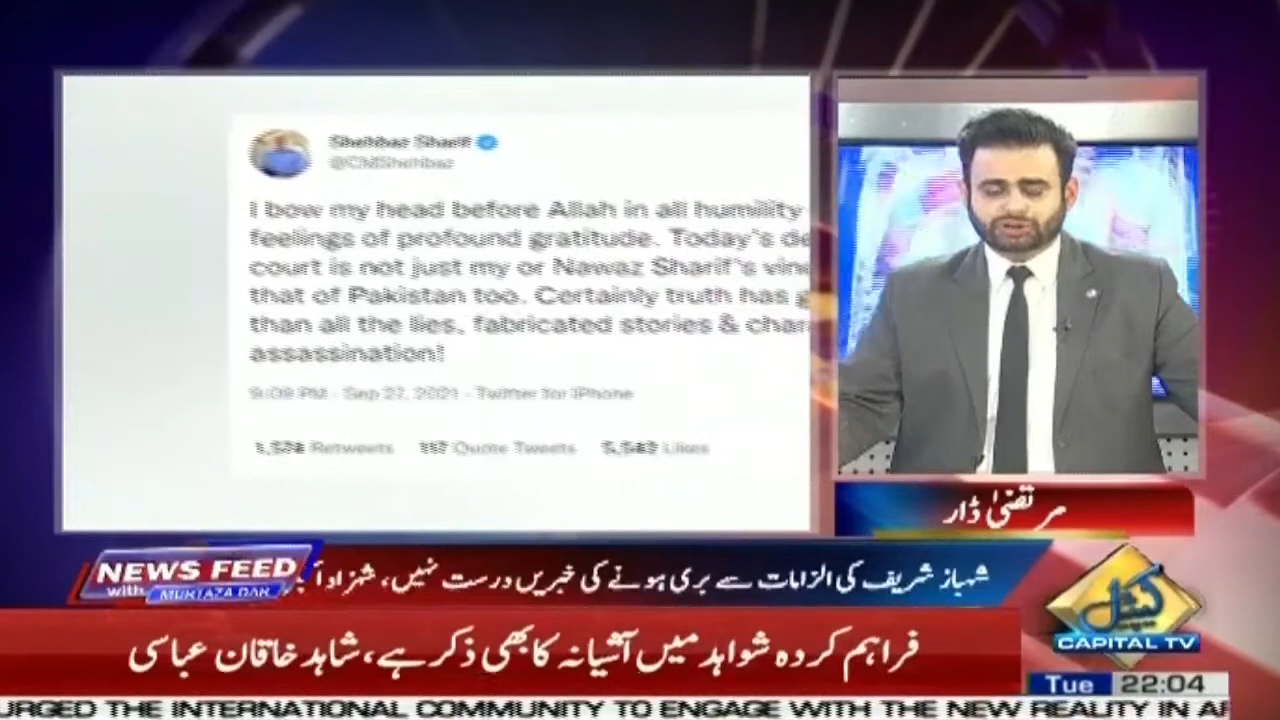 Shehbaz Sharif
@CMShehbaz
I bow my head before Allah in all humility
feelings of profound gratitude. Today's de
court is not just my or Nawaz Sharif's vind
that of Pakistan too. Certainly truth has g
than all the lies, fabricated stories & char
assassination!
9:09 PM · Sep 27, 2021 · Twitter for iPhone
Retweets 117 Quote Tweets Likes
مرتضیٰ ڈار
NEWS FEED
with MURTAZA DAR
شہباز شریف کی الزامات سے بری ہونے کی خبریں درست نہیں، شہزاد
فراہم کردہ شواہد میں آشیانہ کا بھی ذکر ہے، شاہد خاقان عباسی
کیپیٹل
CAPITAL TV
Tue 22:04
URGED THE INTERNATIONAL COMMUNITY TO ENGAGE WITH THE NEW REALITY IN AF